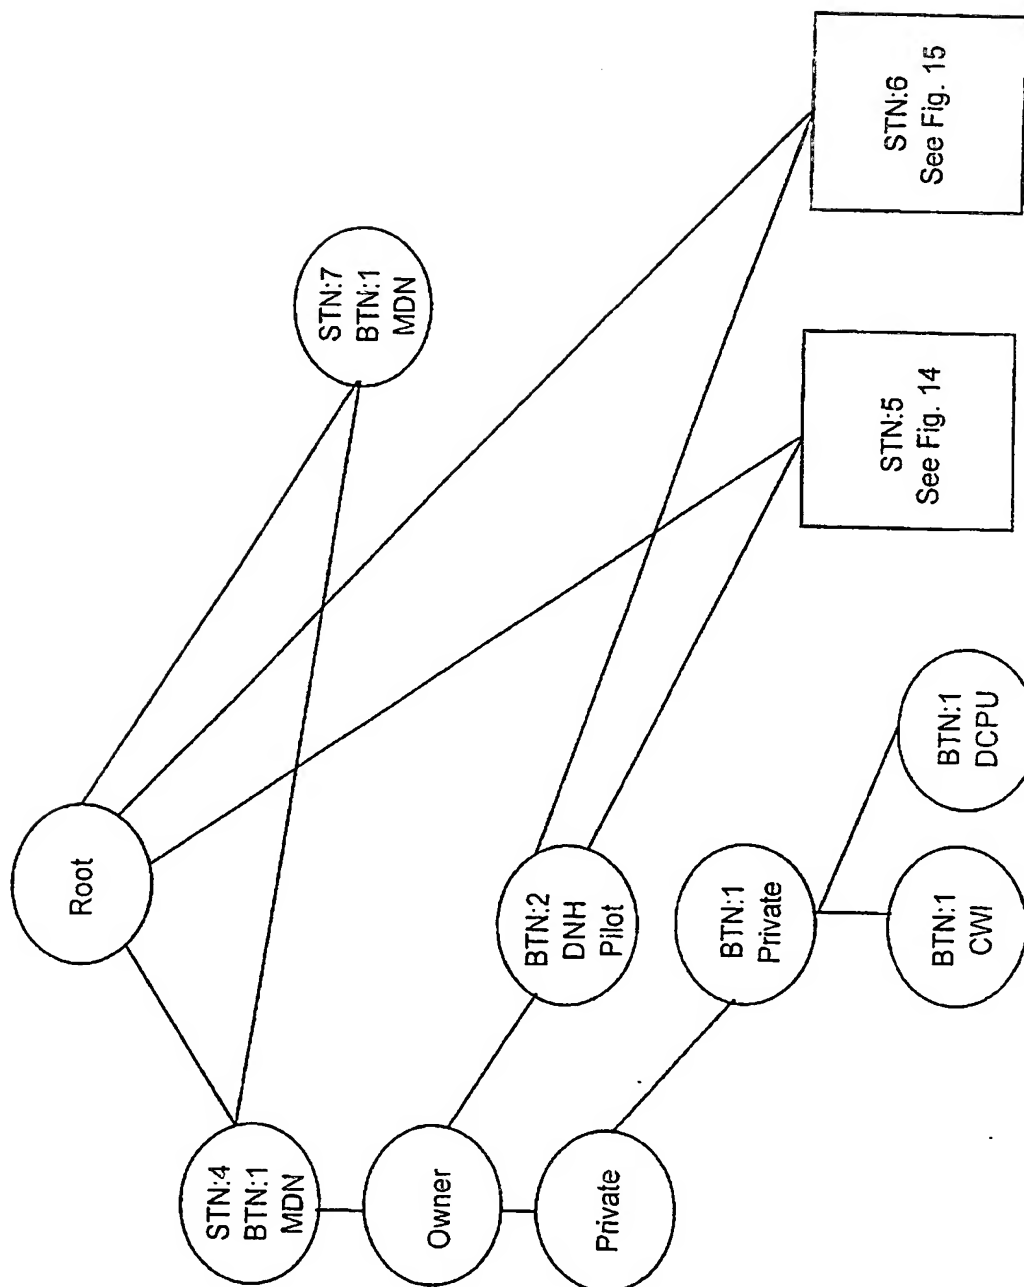 Root
STN:4
BTN:1
MDN
STN:7
BTN:1
MDN
Owner
BTN:2
DNH
Pilot
Private
BTN:1
Private
BTN:1
CWI
BTN:1
DCPU
STN:5
See Fig. 14
STN:6
See Fig. 15